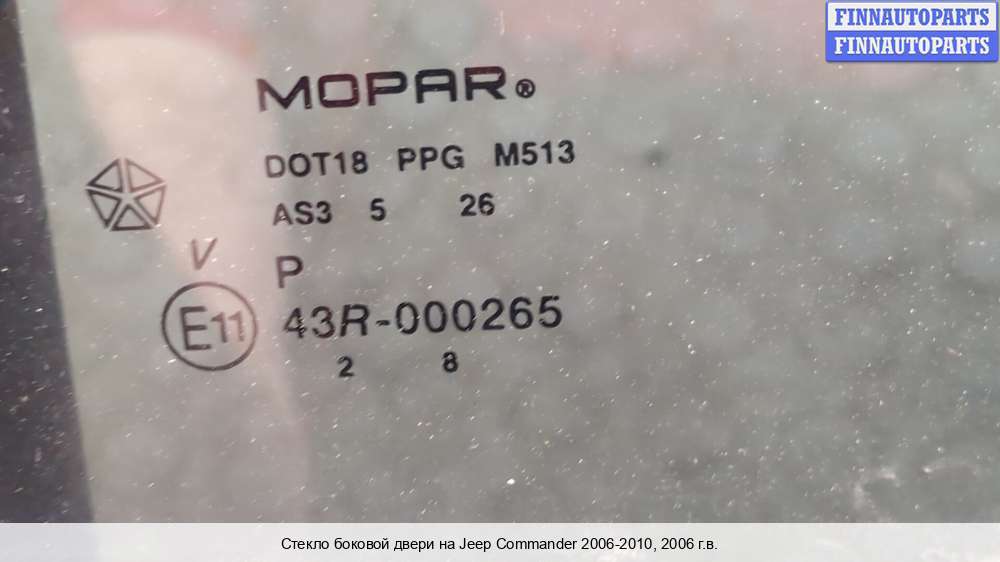 FINNAUTOPARTS
FINNAUTOPARTS
MOPAR®
DOT18 PPG M513
AS3 5 26
V P
E11 43R-000265
2 8
Стекло боковой двери на Jeep Commander 2006-2010, 2006 г.в.